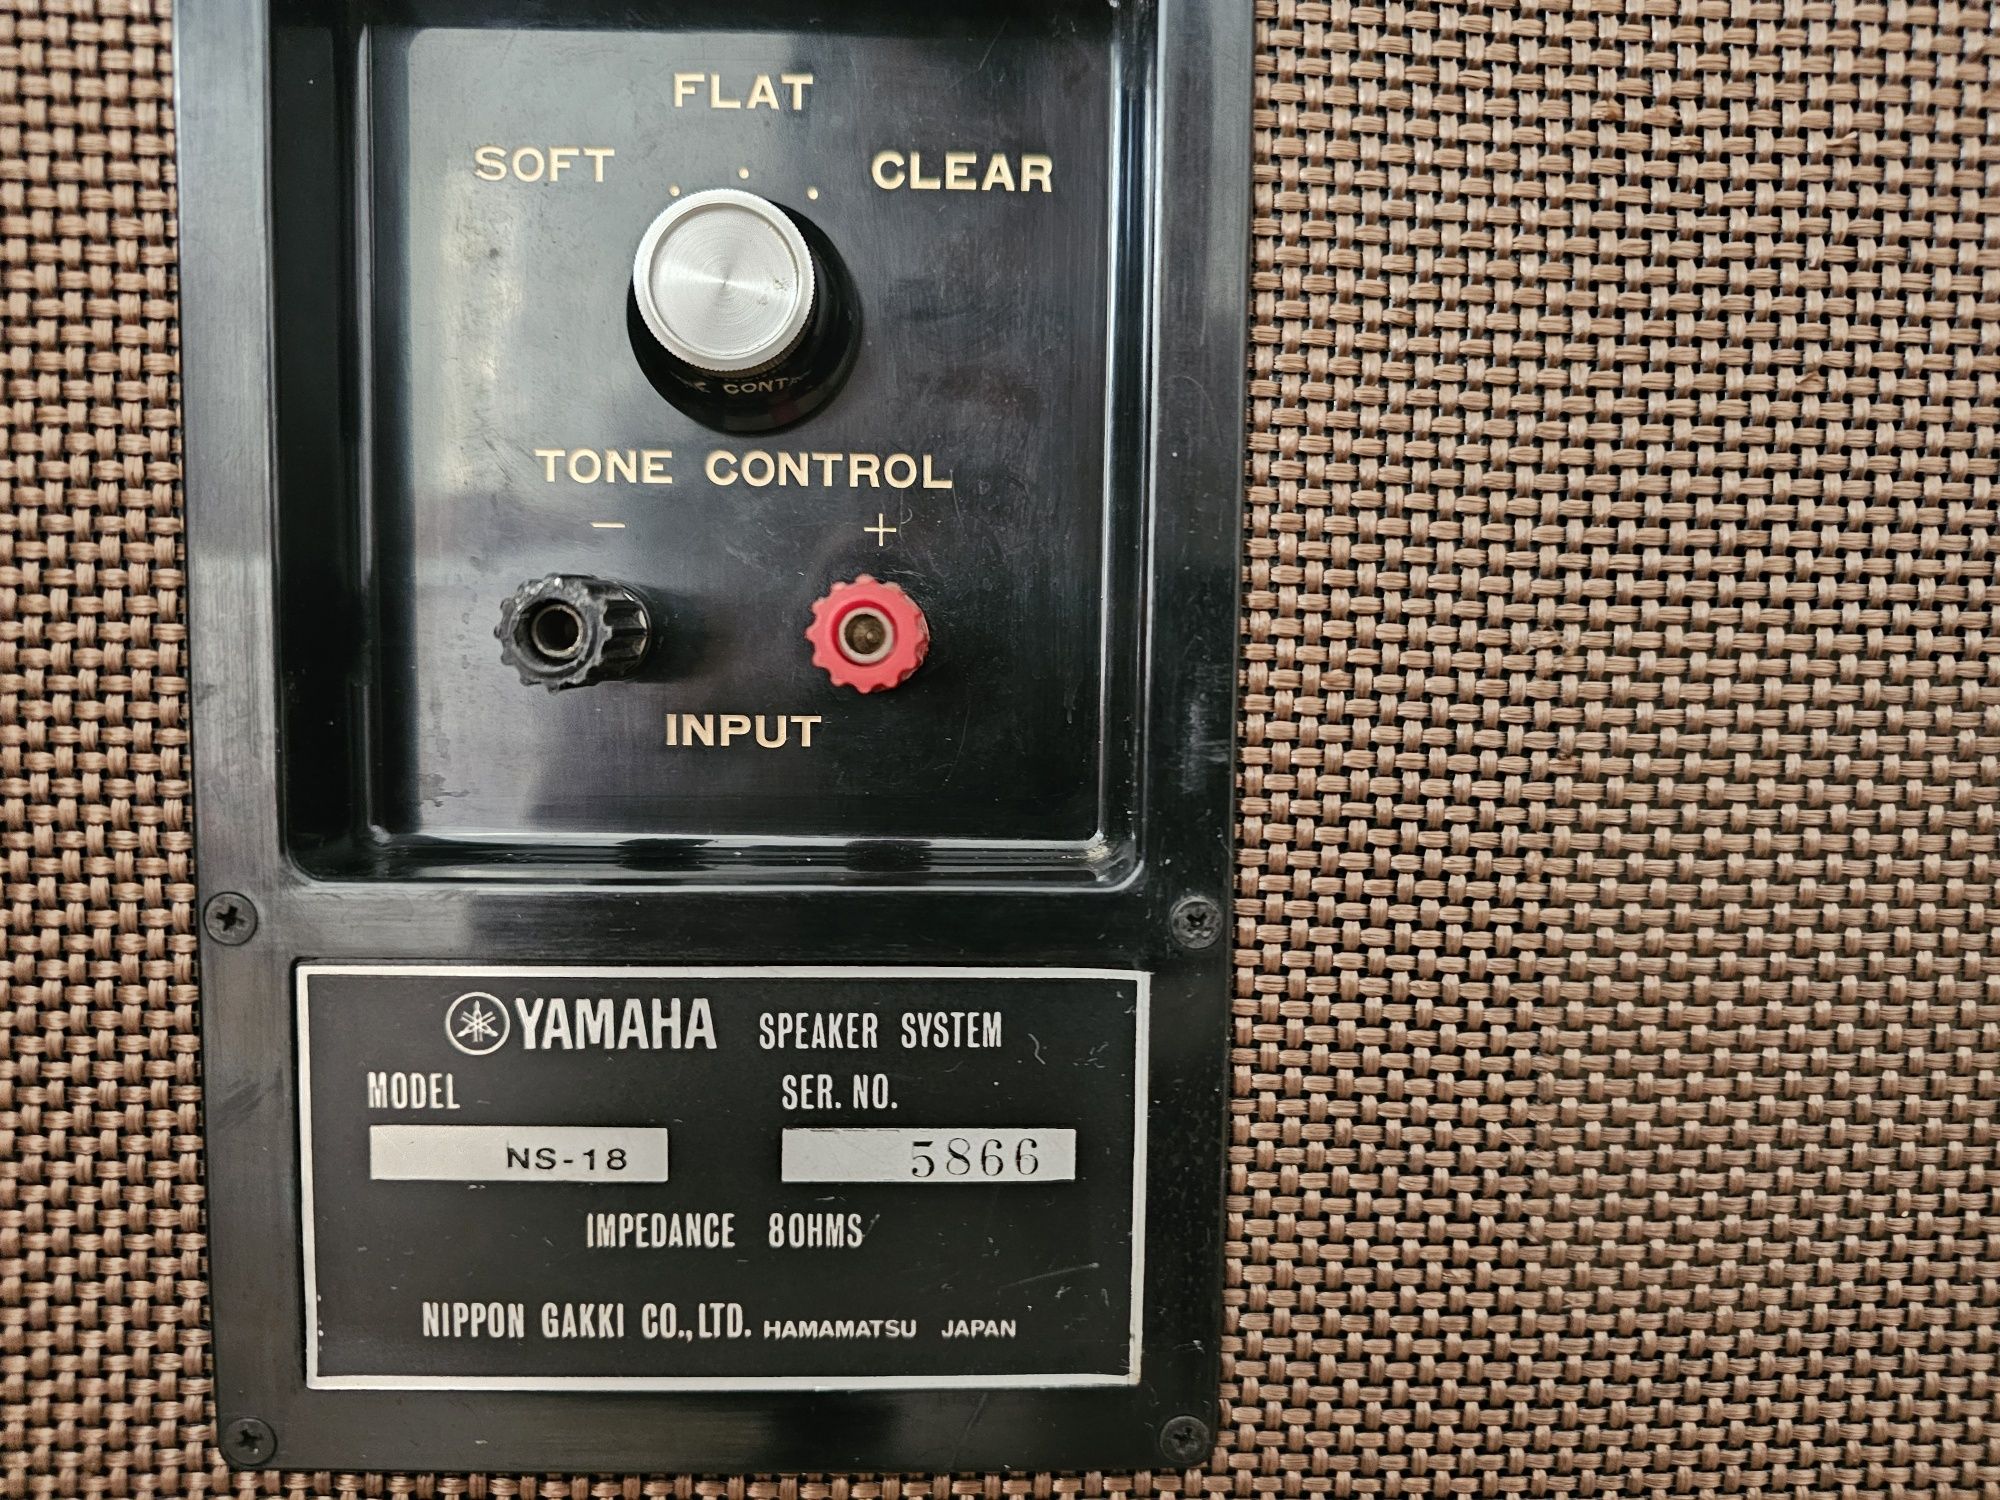 FLAT
SOFT CLEAR
TONE CONTROL
− +
INPUT
YAMAHA SPEAKER SYSTEM
MODEL SER. NO.
NS-18 5866
IMPEDANCE 8OHMS
NIPPON GAKKI CO.,LTD. HAMAMATSU JAPAN